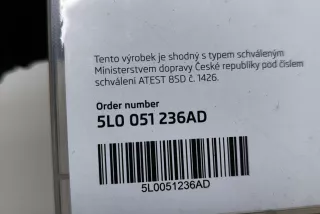 Tento výrobek je shodný s typem schváleným
Ministerstvem dopravy České republiky pod číslem
schválení ATEST 8SD č. 1426.
Order number
5L0 051 236AD
5L0051236AD